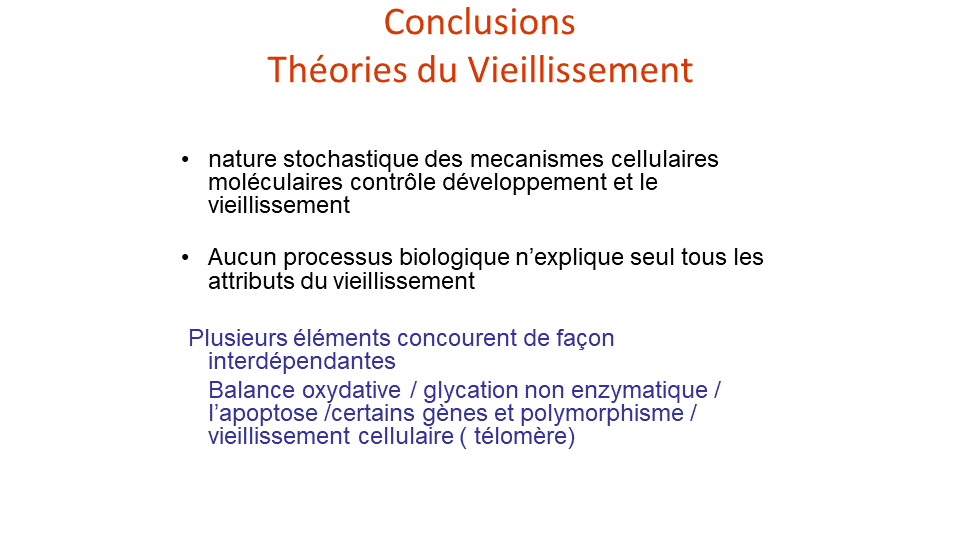 Conclusions
Théories du Vieillissement
• nature stochastique des mecanismes cellulaires
moléculaires contrôle développement et le
vieillissement
• Aucun processus biologique n’explique seul tous les
attributs du vieillissement
Plusieurs éléments concourent de façon
interdépendantes
Balance oxydative / glycation non enzymatique /
l’apoptose /certains gènes et polymorphisme /
vieillissement cellulaire ( télomère)